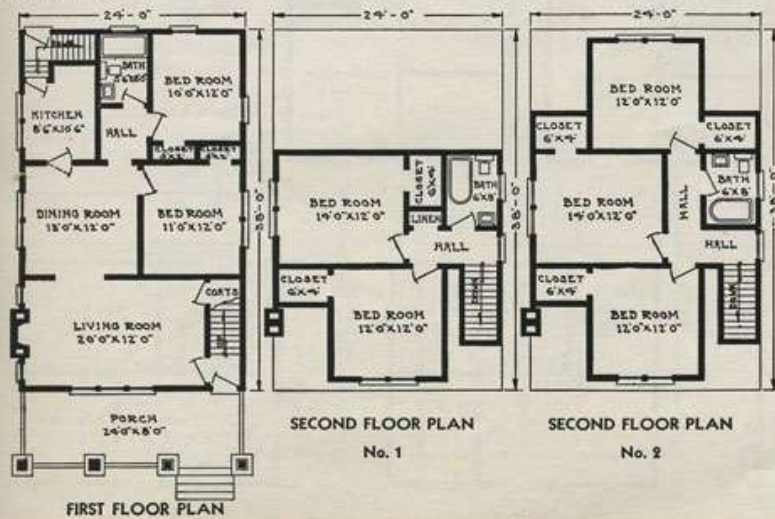 24'-0"
DOWN
BATH
BED ROOM
10'0"X12'0"
KITCHEN
8'6"X10'6"
HALL
CLOSET
CLOSET
DINING ROOM
13'0"X12'0"
BED ROOM
11'0"X12'0"
38'-0"
COATS
LIVING ROOM
20'0"X12'0"
UP
PORCH
24'0"X8'0"
FIRST FLOOR PLAN
24'-0"
BED ROOM
14'0"X12'0"
CLOSET
6'X4'
BATH
6'X8'
LINEN
HALL
38'-0"
CLOSET
6'X4'
BED ROOM
12'0"X12'0"
DOWN
SECOND FLOOR PLAN
No. 1
24'-0"
BED ROOM
12'0"X12'0"
CLOSET
6'X4'
CLOSET
6'X4'
BED ROOM
14'0"X12'0"
HALL
BATH
6'X8'
HALL
CLOSET
6'X4'
BED ROOM
12'0"X12'0"
DOWN
SECOND FLOOR PLAN
No. 2